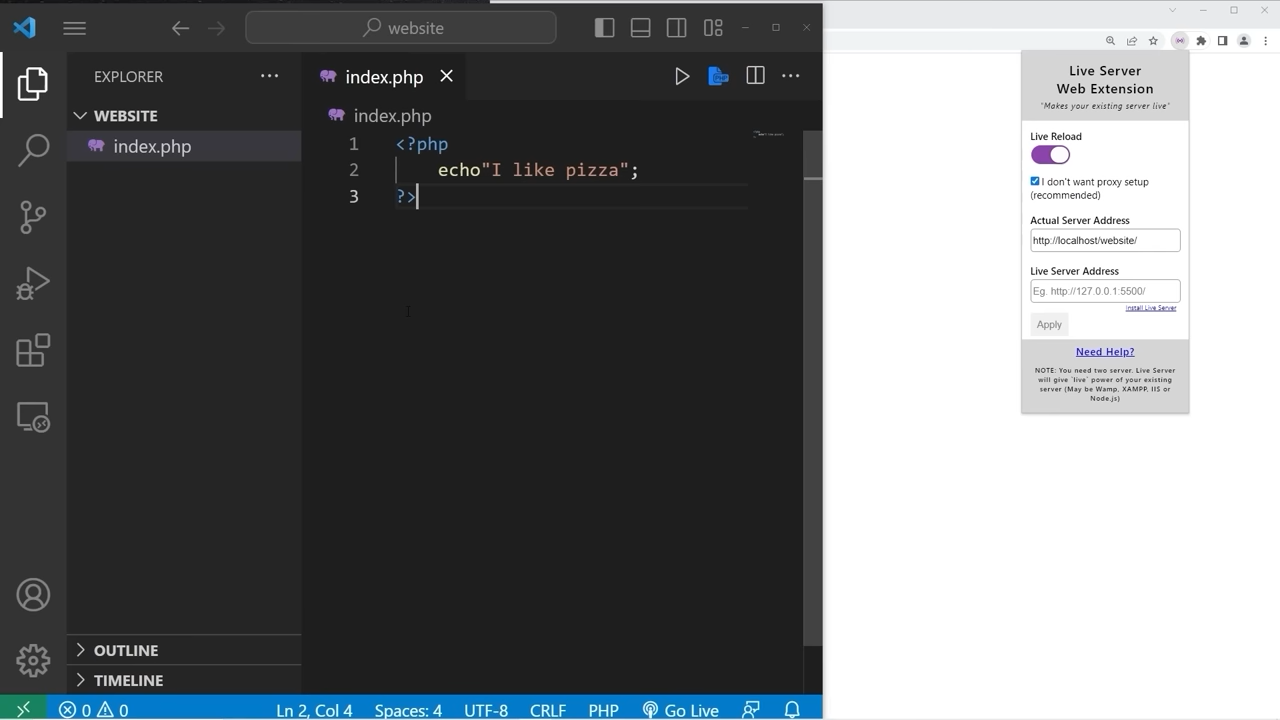 website
EXPLORER
WEBSITE
index.php
index.php
index.php
1 <?php
2 echo"I like pizza";
3 ?>
OUTLINE
TIMELINE
0 0
Ln 2, Col 4
Spaces: 4
UTF-8
CRLF
PHP
Go Live
Live Server
Web Extension
"Makes your existing server live"
Live Reload
I don't want proxy setup
(recommended)
Actual Server Address
http://localhost/website/
Live Server Address
Eg. http://127.0.0.1:5500/
Install Live Server
Apply
Need Help?
NOTE: You need two server. Live Server
will give `live` power of your existing
server (May be Wamp, XAMPP, IIS or
Node.js)